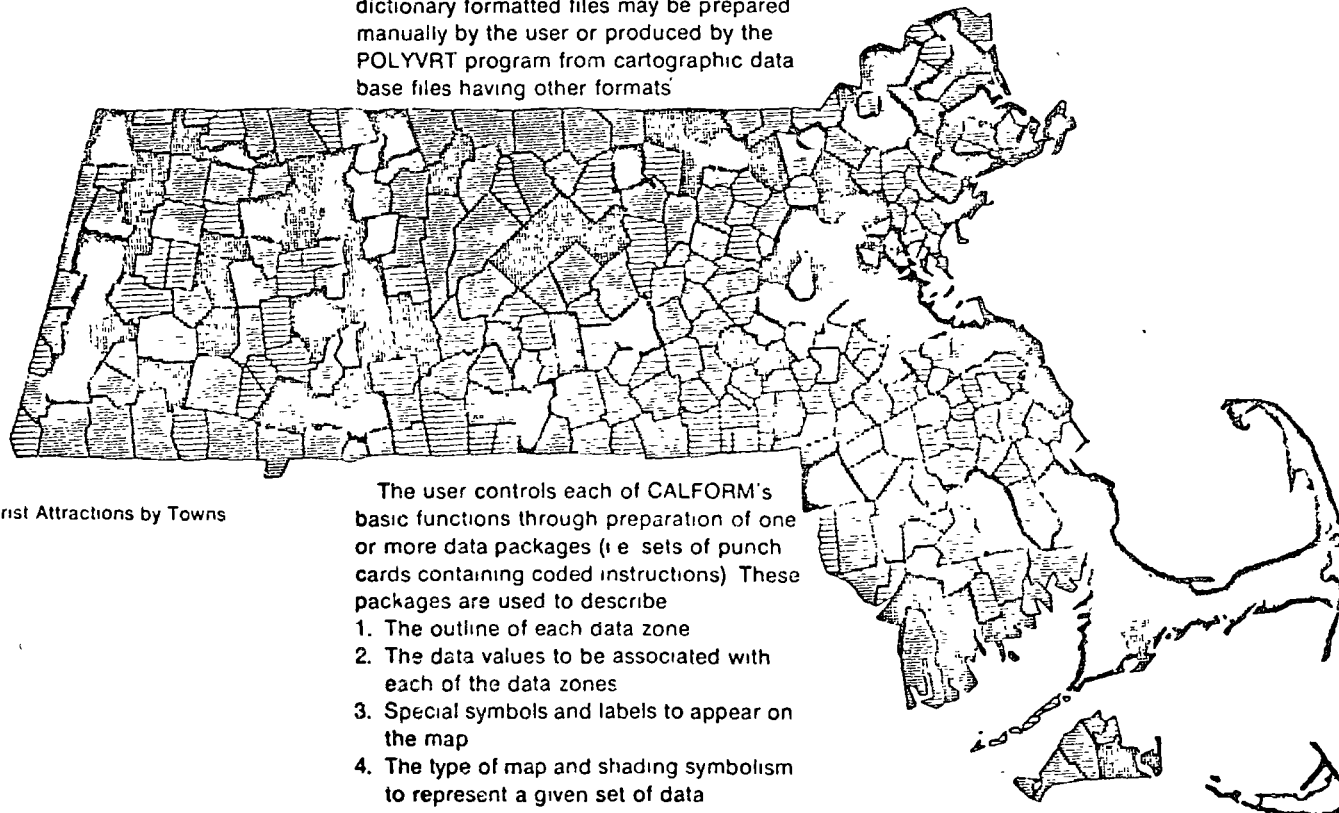 dictionary formatted files may be prepared
manually by the user or produced by the
POLYVRT program from cartographic data
base files having other formats
rist Attractions by Towns
The user controls each of CALFORM's
basic functions through preparation of one
or more data packages (i e sets of punch
cards containing coded instructions) These
packages are used to describe
1. The outline of each data zone
2. The data values to be associated with
each of the data zones
3. Special symbols and labels to appear on
the map
4. The type of map and shading symbolism
to represent a given set of data